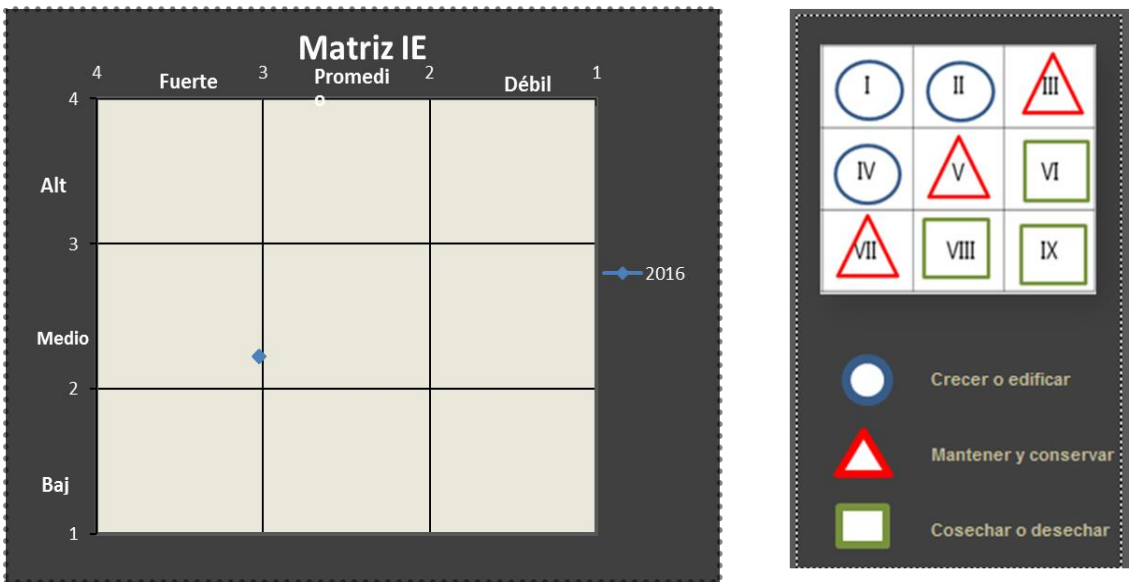 Matriz IE
4 3 2 1
Fuerte Promedi
o Débil
4
Alt
3
Medio
2
Baj
1
2016
I II III
IV V VI
VII VIII IX
Crecer o edificar
Mantener y conservar
Cosechar o desechar